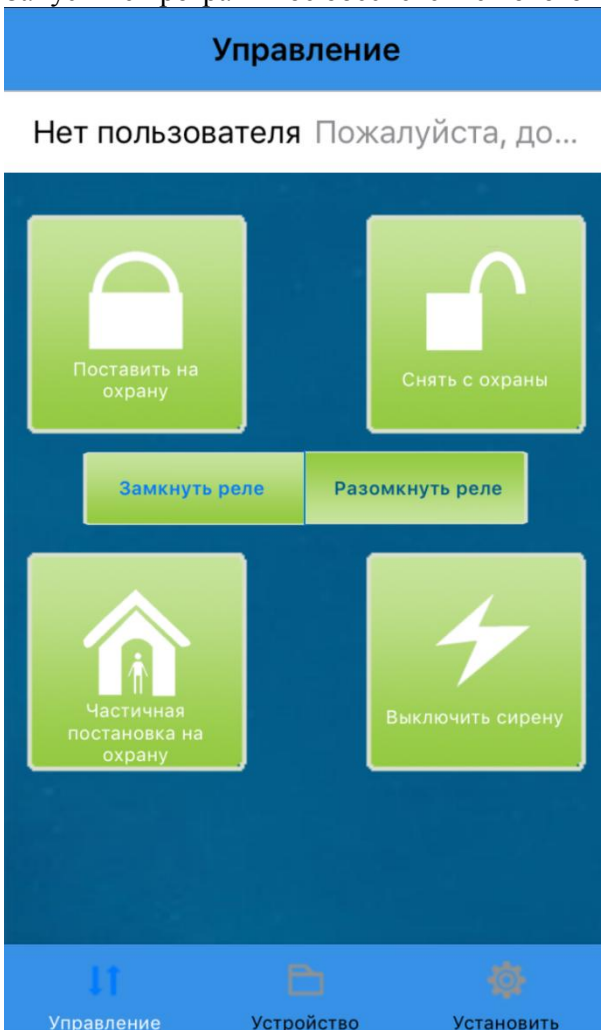 Управление
Нет пользователя Пожалуйста, до...
Поставить на
охрану
Снять с охраны
Замкнуть реле Разомкнуть реле
Частичная
постановка на
охрану
Выключить сирену
Управление Устройство Установить